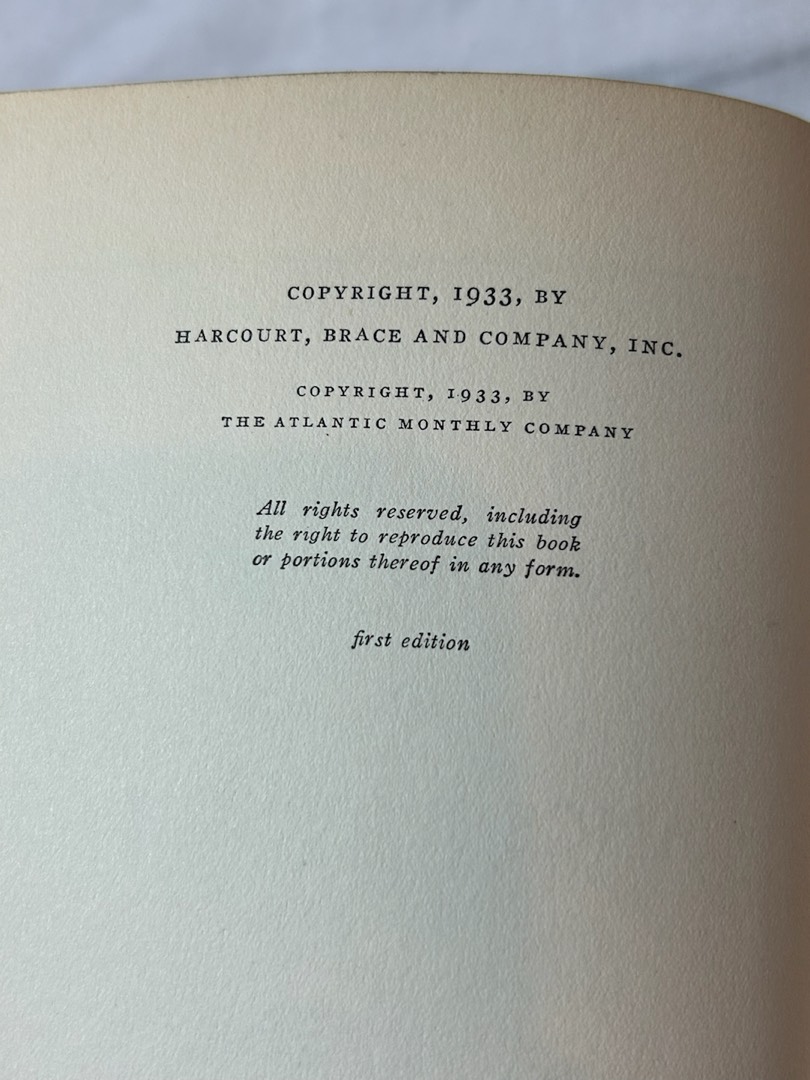 COPYRIGHT, 1933, BY
HARCOURT, BRACE AND COMPANY, INC.
COPYRIGHT, 1933, BY
THE ATLANTIC MONTHLY COMPANY
All rights reserved, including
the right to reproduce this book
or portions thereof in any form.
first edition